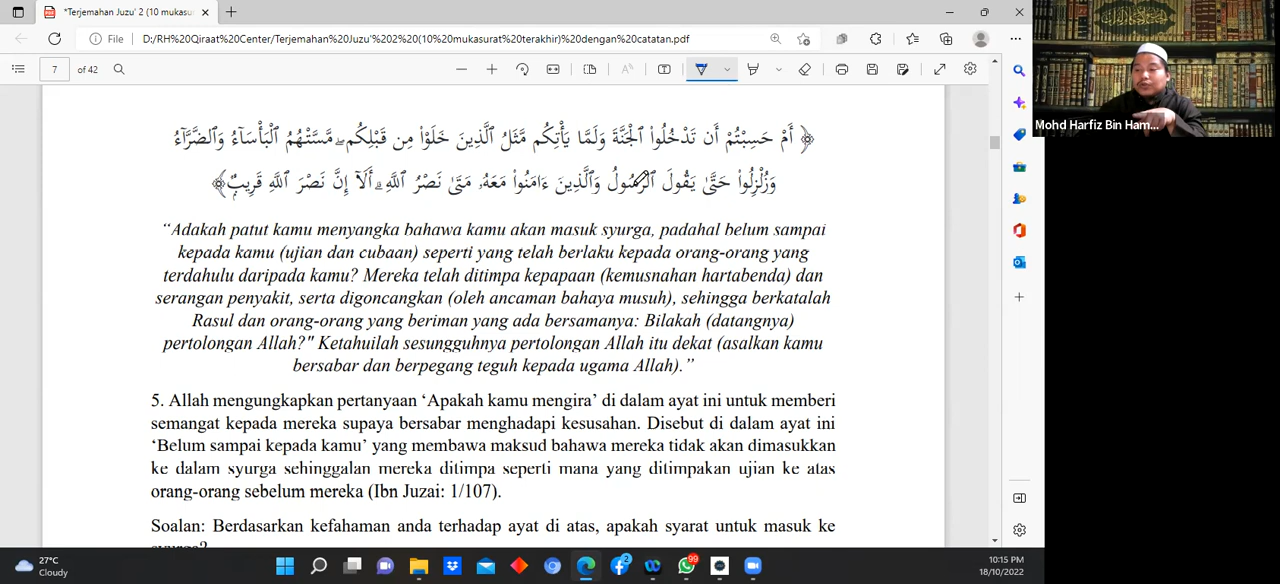 *Terjemahan Juzu' 2 (10 mukasu
File
D:/RH%20Qiraat%20Center/Terjemahan%20Juzu'%202%20(10%20mukasurat%20terakhir)%20dengan%20catatan.pdf
7 of 42
Mohd Harfiz Bin Ham...
﴿ أَمْ حَسِبْتُمْ أَن تَدْخُلُوا۟ ٱلْجَنَّةَ وَلَمَّا يَأْتِكُم مَّثَلُ ٱلَّذِينَ خَلَوْا۟ مِن قَبْلِكُم ۖ مَّسَّتْهُمُ ٱلْبَأْسَآءُ وَٱلضَّرَّآءُ
وَزُلْزِلُوا۟ حَتَّىٰ يَقُولَ ٱلرَّسُولُ وَٱلَّذِينَ ءَامَنُوا۟ مَعَهُۥ مَتَىٰ نَصْرُ ٱللَّهِ ۗ أَلَآ إِنَّ نَصْرَ ٱللَّهِ قَرِيبٌ ﴾
“Adakah patut kamu menyangka bahawa kamu akan masuk syurga, padahal belum sampai
kepada kamu (ujian dan cubaan) seperti yang telah berlaku kepada orang-orang yang
terdahulu daripada kamu? Mereka telah ditimpa kepapaan (kemusnahan hartabenda) dan
serangan penyakit, serta digoncangkan (oleh ancaman bahaya musuh), sehingga berkatalah
Rasul dan orang-orang yang beriman yang ada bersamanya: Bilakah (datangnya)
pertolongan Allah?" Ketahuilah sesungguhnya pertolongan Allah itu dekat (asalkan kamu
bersabar dan berpegang teguh kepada ugama Allah).”
5. Allah mengungkapkan pertanyaan ‘Apakah kamu mengira’ di dalam ayat ini untuk memberi
semangat kepada mereka supaya bersabar menghadapi kesusahan. Disebut di dalam ayat ini
‘Belum sampai kepada kamu’ yang membawa maksud bahawa mereka tidak akan dimasukkan
ke dalam syurga sehinggalan mereka ditimpa seperti mana yang ditimpakan ujian ke atas
orang-orang sebelum mereka (Ibn Juzai: 1/107).
Soalan: Berdasarkan kefahaman anda terhadap ayat di atas, apakah syarat untuk masuk ke
syurga?
27°C
Cloudy
2
99
10:15 PM
18/10/2022